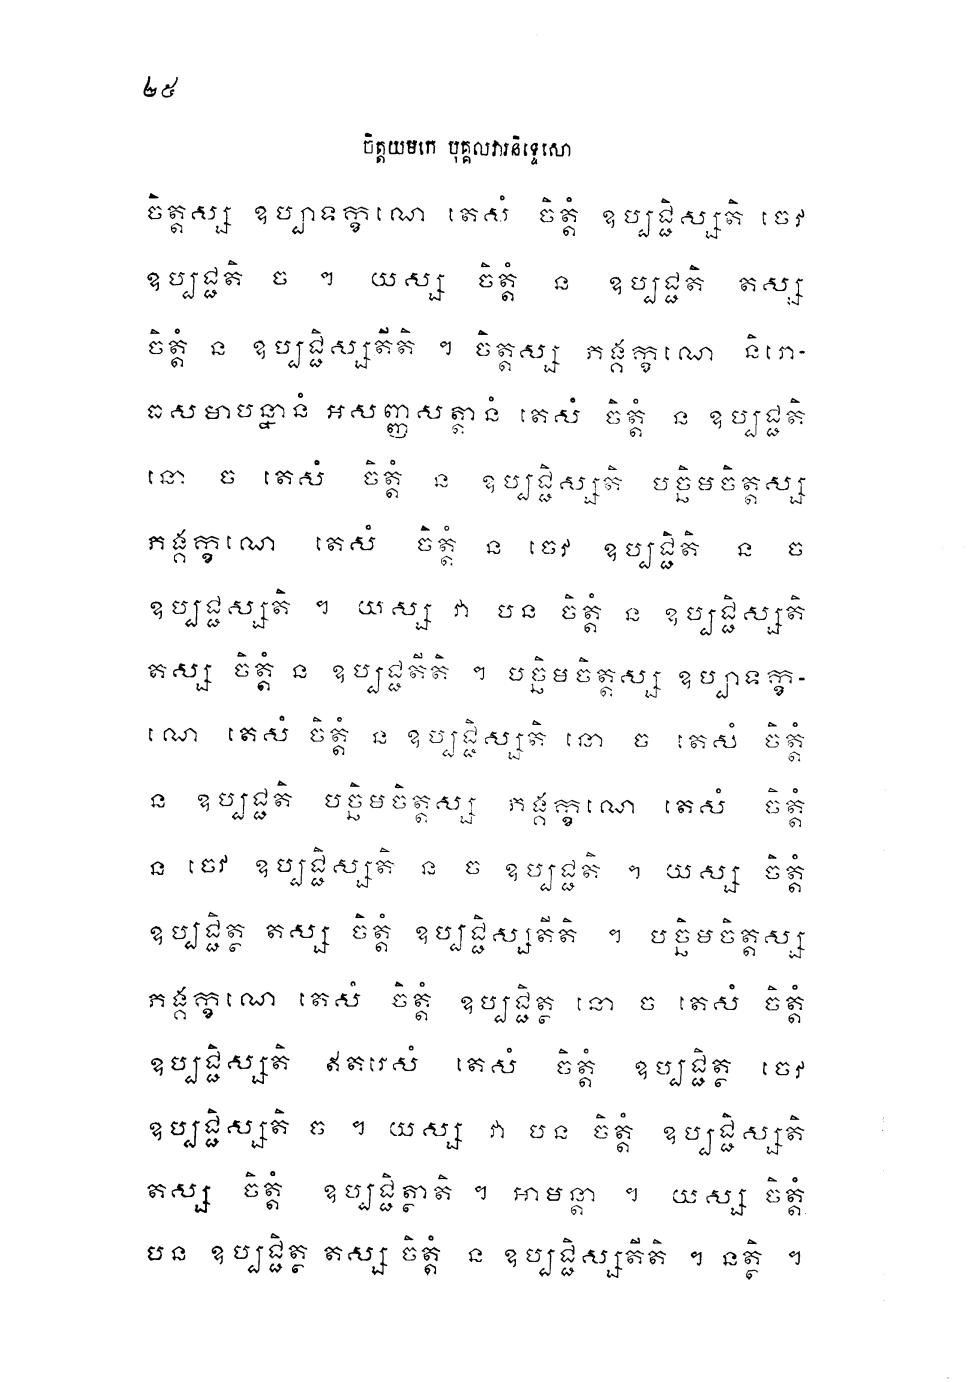 ២៥
ចិត្តយមកេ បុគ្គលវារនិទ្ទេសោ
ចិត្តស្ស ឧប្បាទក្ខណេ តេសំ ចិត្តំ ឧប្បជ្ជិស្សតិ ចេវ
ឧប្បជ្ជតិ ច ។ យស្ស ចិត្តំ ន ឧប្បជ្ជតិ តស្ស
ចិត្តំ ន ឧប្បជ្ជិស្សតីតិ ។ ចិត្តស្ស ភង្គក្ខណេ និរោ-
ធសមាបន្នានំ អសញ្ញសត្តានំ តេសំ ចិត្តំ ន ឧប្បជ្ជតិ
នោ ច តេសំ ចិត្តំ ន ឧប្បជ្ជិស្សតិ បច្ឆិមចិត្តស្ស
ភង្គក្ខណេ តេសំ ចិត្តំ ន ចេវ ឧប្បជ្ជិតិ ន ច
ឧប្បជ្ជស្សតិ ។ យស្ស វា បន ចិត្តំ ន ឧប្បជ្ជិស្សតិ
តស្ស ចិត្តំ ន ឧប្បជ្ជតីតិ ។ បច្ឆិមចិត្តស្ស ឧប្បាទក្ខ-
ណេ តេសំ ចិត្តំ ន ឧប្បជ្ជិស្សតិ នោ ច តេសំ ចិត្តំ
ន ឧប្បជ្ជតិ បច្ឆិមចិត្តស្ស ភង្គក្ខណេ តេសំ ចិត្តំ
ន ចេវ ឧប្បជ្ជិស្សតិ ន ច ឧប្បជ្ជតិ ។ យស្ស ចិត្តំ
ឧប្បជ្ជិត្ថ តស្ស ចិត្តំ ឧប្បជ្ជិស្សតីតិ ។ បច្ឆិមចិត្តស្ស
ភង្គក្ខណេ តេសំ ចិត្តំ ឧប្បជ្ជិត្ថ នោ ច តេសំ ចិត្តំ
ឧប្បជ្ជិស្សតិ ឥតរេសំ តេសំ ចិត្តំ ឧប្បជ្ជិត្ថ ចេវ
ឧប្បជ្ជិស្សតិ ច ។ យស្ស វា បន ចិត្តំ ឧប្បជ្ជិស្សតិ
តស្ស ចិត្តំ ឧប្បជ្ជិត្ថាតិ ។ អាមន្តា ។ យស្ស ចិត្តំ
បន ឧប្បជ្ជិត្ថ តស្ស ចិត្តំ ន ឧប្បជ្ជិស្សតីតិ ។ នត្ថិ ។